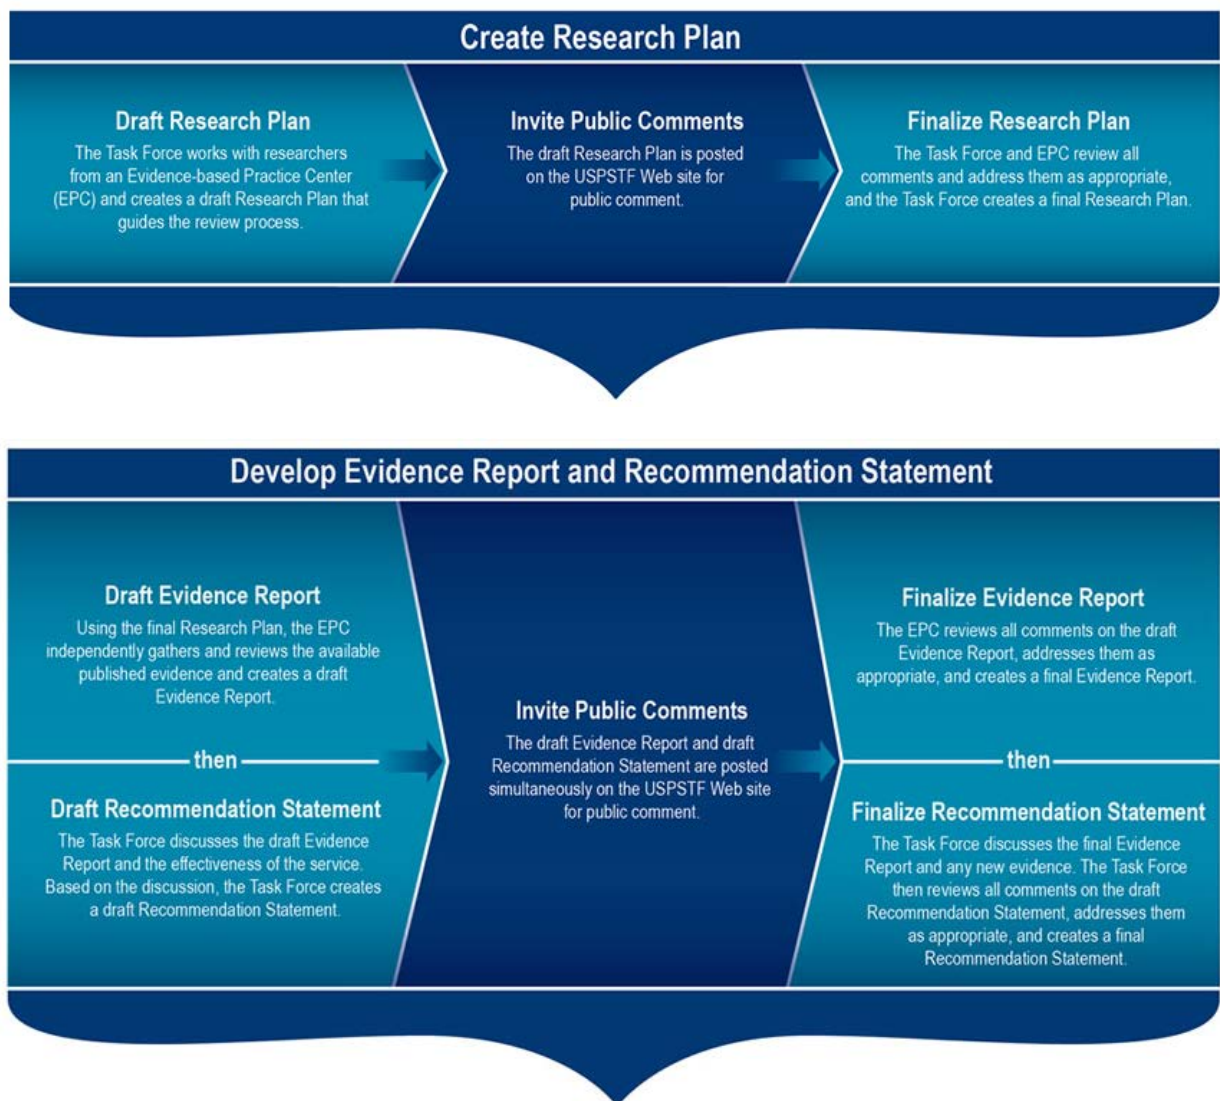 Create Research Plan
Draft Research Plan
The Task Force works with researchers
from an Evidence-based Practice Center
(EPC) and creates a draft Research Plan that
guides the review process.
Invite Public Comments
The draft Research Plan is posted
on the USPSTF Web site for
public comment.
Finalize Research Plan
The Task Force and EPC review all
comments and address them as appropriate,
and the Task Force creates a final Research Plan.
Develop Evidence Report and Recommendation Statement
Draft Evidence Report
Using the final Research Plan, the EPC
independently gathers and reviews the available
published evidence and creates a draft
Evidence Report.
then
Draft Recommendation Statement
The Task Force discusses the draft Evidence
Report and the effectiveness of the service.
Based on the discussion, the Task Force creates
a draft Recommendation Statement.
Invite Public Comments
The draft Evidence Report and draft
Recommendation Statement are posted
simultaneously on the USPSTF Web site
for public comment.
Finalize Evidence Report
The EPC reviews all comments on the draft
Evidence Report, addresses them as
appropriate, and creates a final Evidence Report.
then
Finalize Recommendation Statement
The Task Force discusses the final Evidence
Report and any new evidence. The Task Force
then reviews all comments on the draft
Recommendation Statement, addresses them
as appropriate, and creates a final
Recommendation Statement.